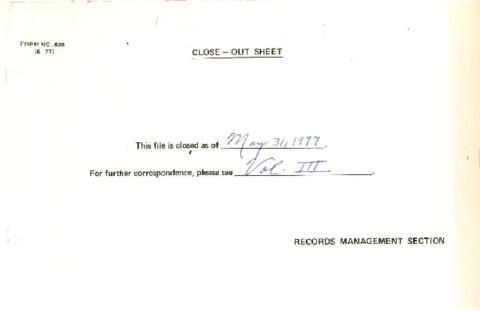 FORM NO. 635
(6-77)
CLOSE – OUT SHEET
This file is closed as of May 31, 1977.
For further correspondence, please see Vol. III.
RECORDS MANAGEMENT SECTION